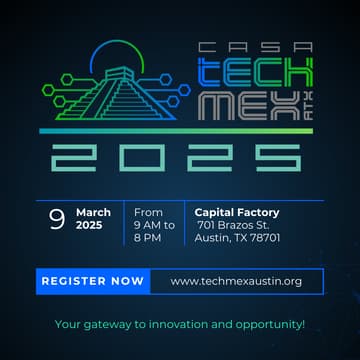 CASA
TECH
MEX ATX
2025
9 March 2025
From 9 AM to 8 PM
Capital Factory
701 Brazos St.
Austin, TX 78701
REGISTER NOW
www.techmexaustin.org
Your gateway to innovation and opportunity!